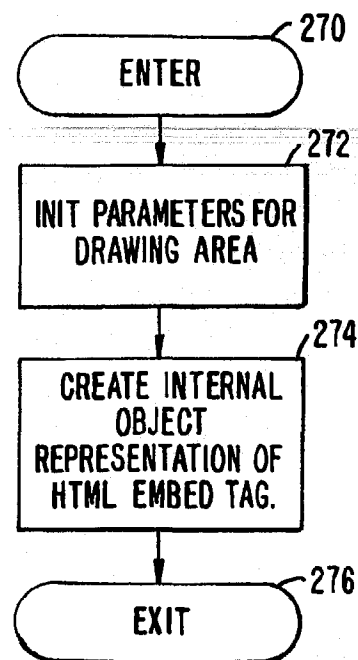 270
ENTER
272
INIT PARAMETERS FOR
DRAWING AREA
274
CREATE INTERNAL
OBJECT
REPRESENTATION OF
HTML EMBED TAG.
276
EXIT